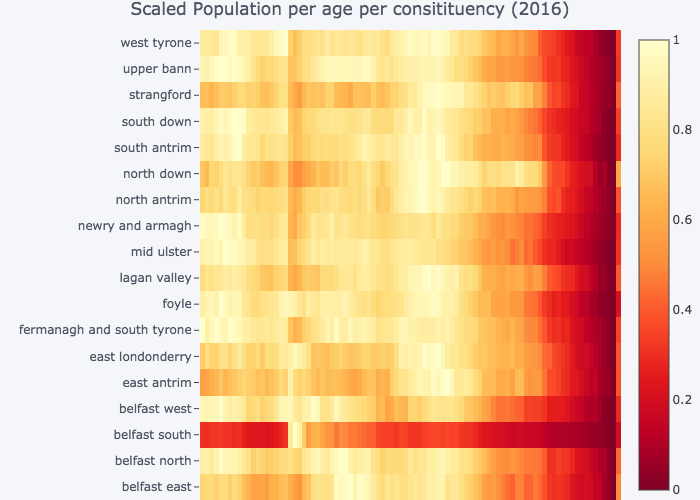 Scaled Population per age per consitituency (2016)
west tyrone
upper bann
strangford
south down
south antrim
north down
north antrim
newry and armagh
mid ulster
lagan valley
foyle
fermanagh and south tyrone
east londonderry
east antrim
belfast west
belfast south
belfast north
belfast east
1
0.8
0.6
0.4
0.2
0